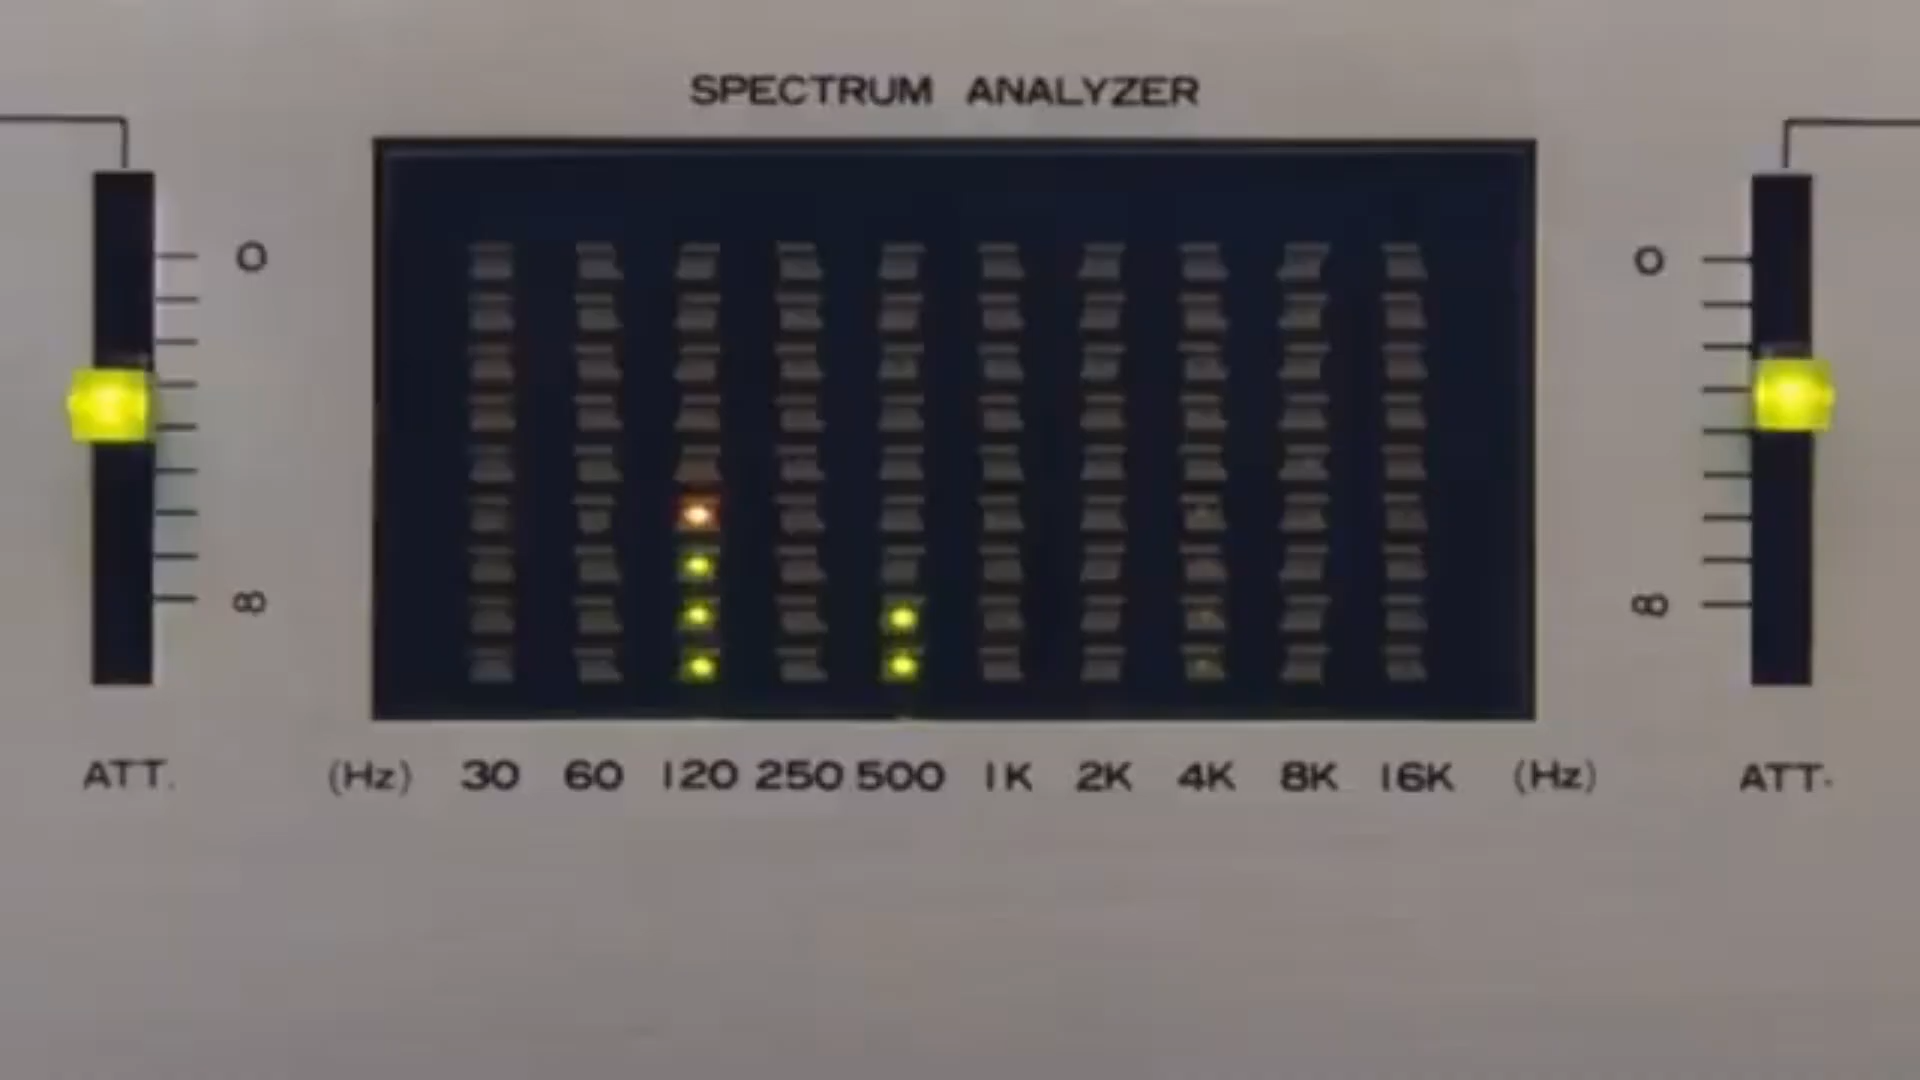 SPECTRUM ANALYZER
0
0
∞
∞
ATT.
(Hz) 30 60 120 250 500 1K 2K 4K 8K 16K (Hz)
ATT.